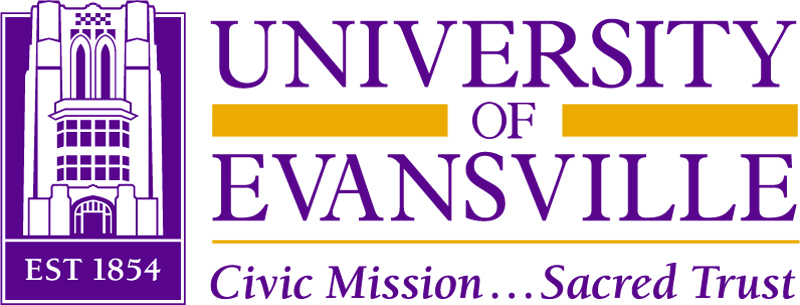 UNIVERSITY
OF
EVANSVILLE
EST 1854
Civic Mission...Sacred Trust